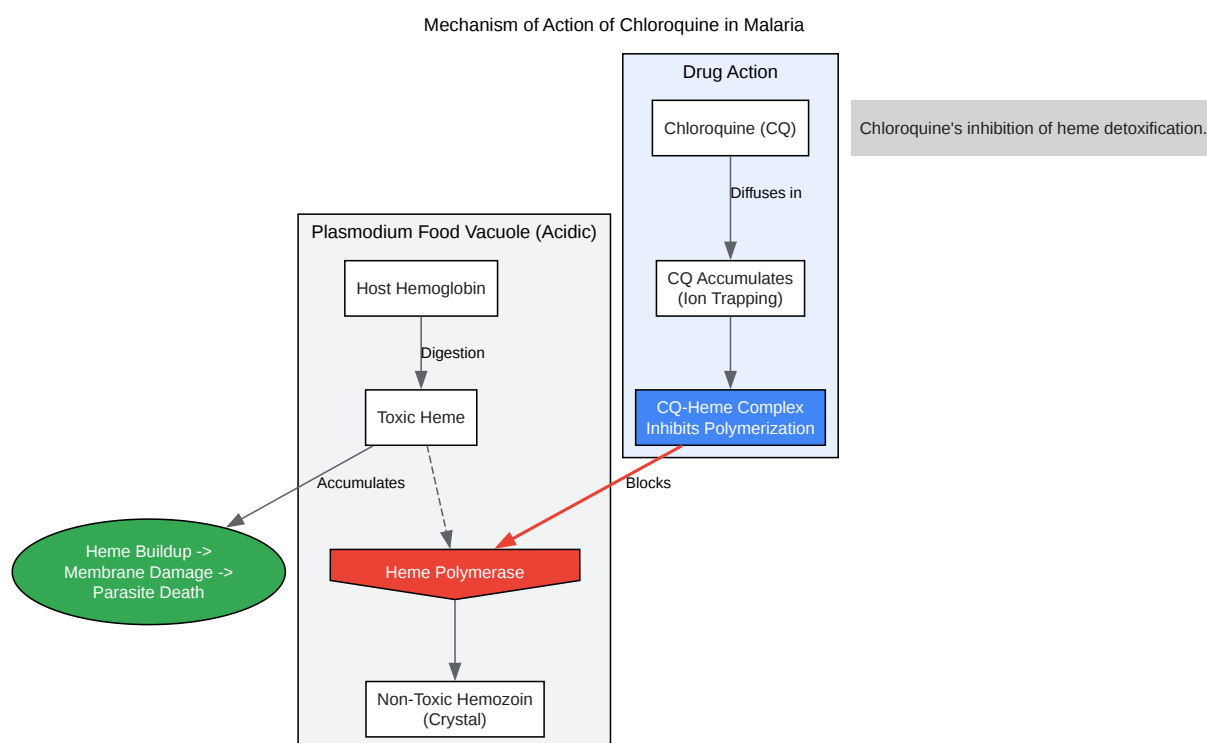 Mechanism of Action of Chloroquine in Malaria
Drug Action
Chloroquine (CQ)
Chloroquine's inhibition of heme detoxification.
Diffuses in
Plasmodium Food Vacuole (Acidic)
Host Hemoglobin
CQ Accumulates
(Ion Trapping)
Digestion
Toxic Heme
CQ-Heme Complex
Inhibits Polymerization
Accumulates
Blocks
Heme Buildup ->
Membrane Damage ->
Parasite Death
Heme Polymerase
Non-Toxic Hemozoin
(Crystal)